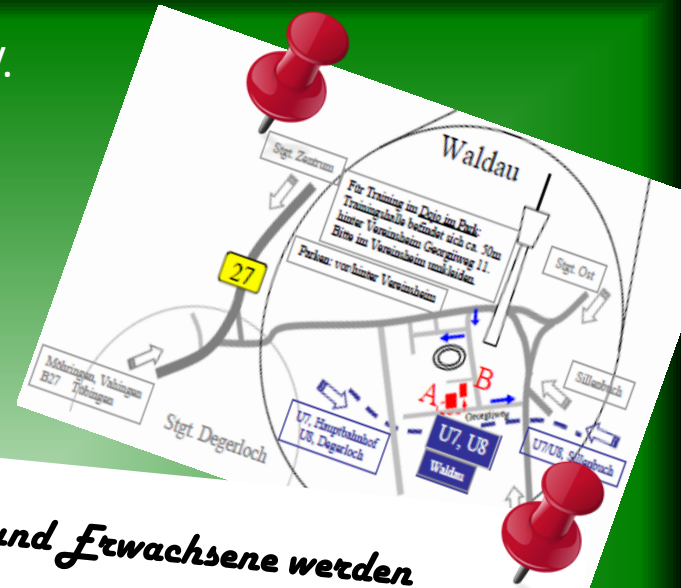 V.
Stgt. Zentrum
Waldau
Für Training im Dojo im Park:
Trainingshalle befindet sich ca. 50m
hinter Vereinsheim Georgiiweg 11.
Bitte im Vereinsheim umkleiden.
Parken: vor/hinter Vereinsheim
Stgt. Ost
27
Möhringen, Vahingen
B27 Tübingen
Sillenbuch
A
B
Georgiiweg
Stgt. Degerloch
U7, Hauptbahnhof
U8, Degerloch
U7, U8
Waldau
U7/U8, Sillenbuch
und Erwachsene werden